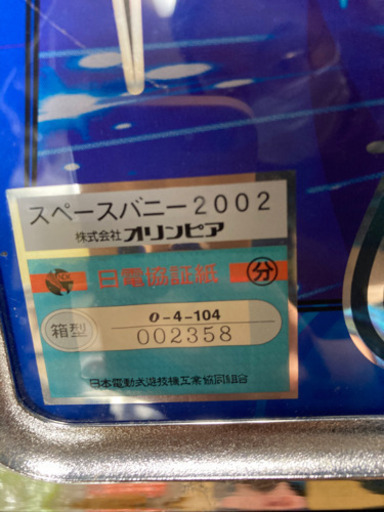 スペースバニー2002
株式会社オリンピア
日電協証紙 分
箱型 0-4-104
002358
日本電動式遊技機工業協同組合